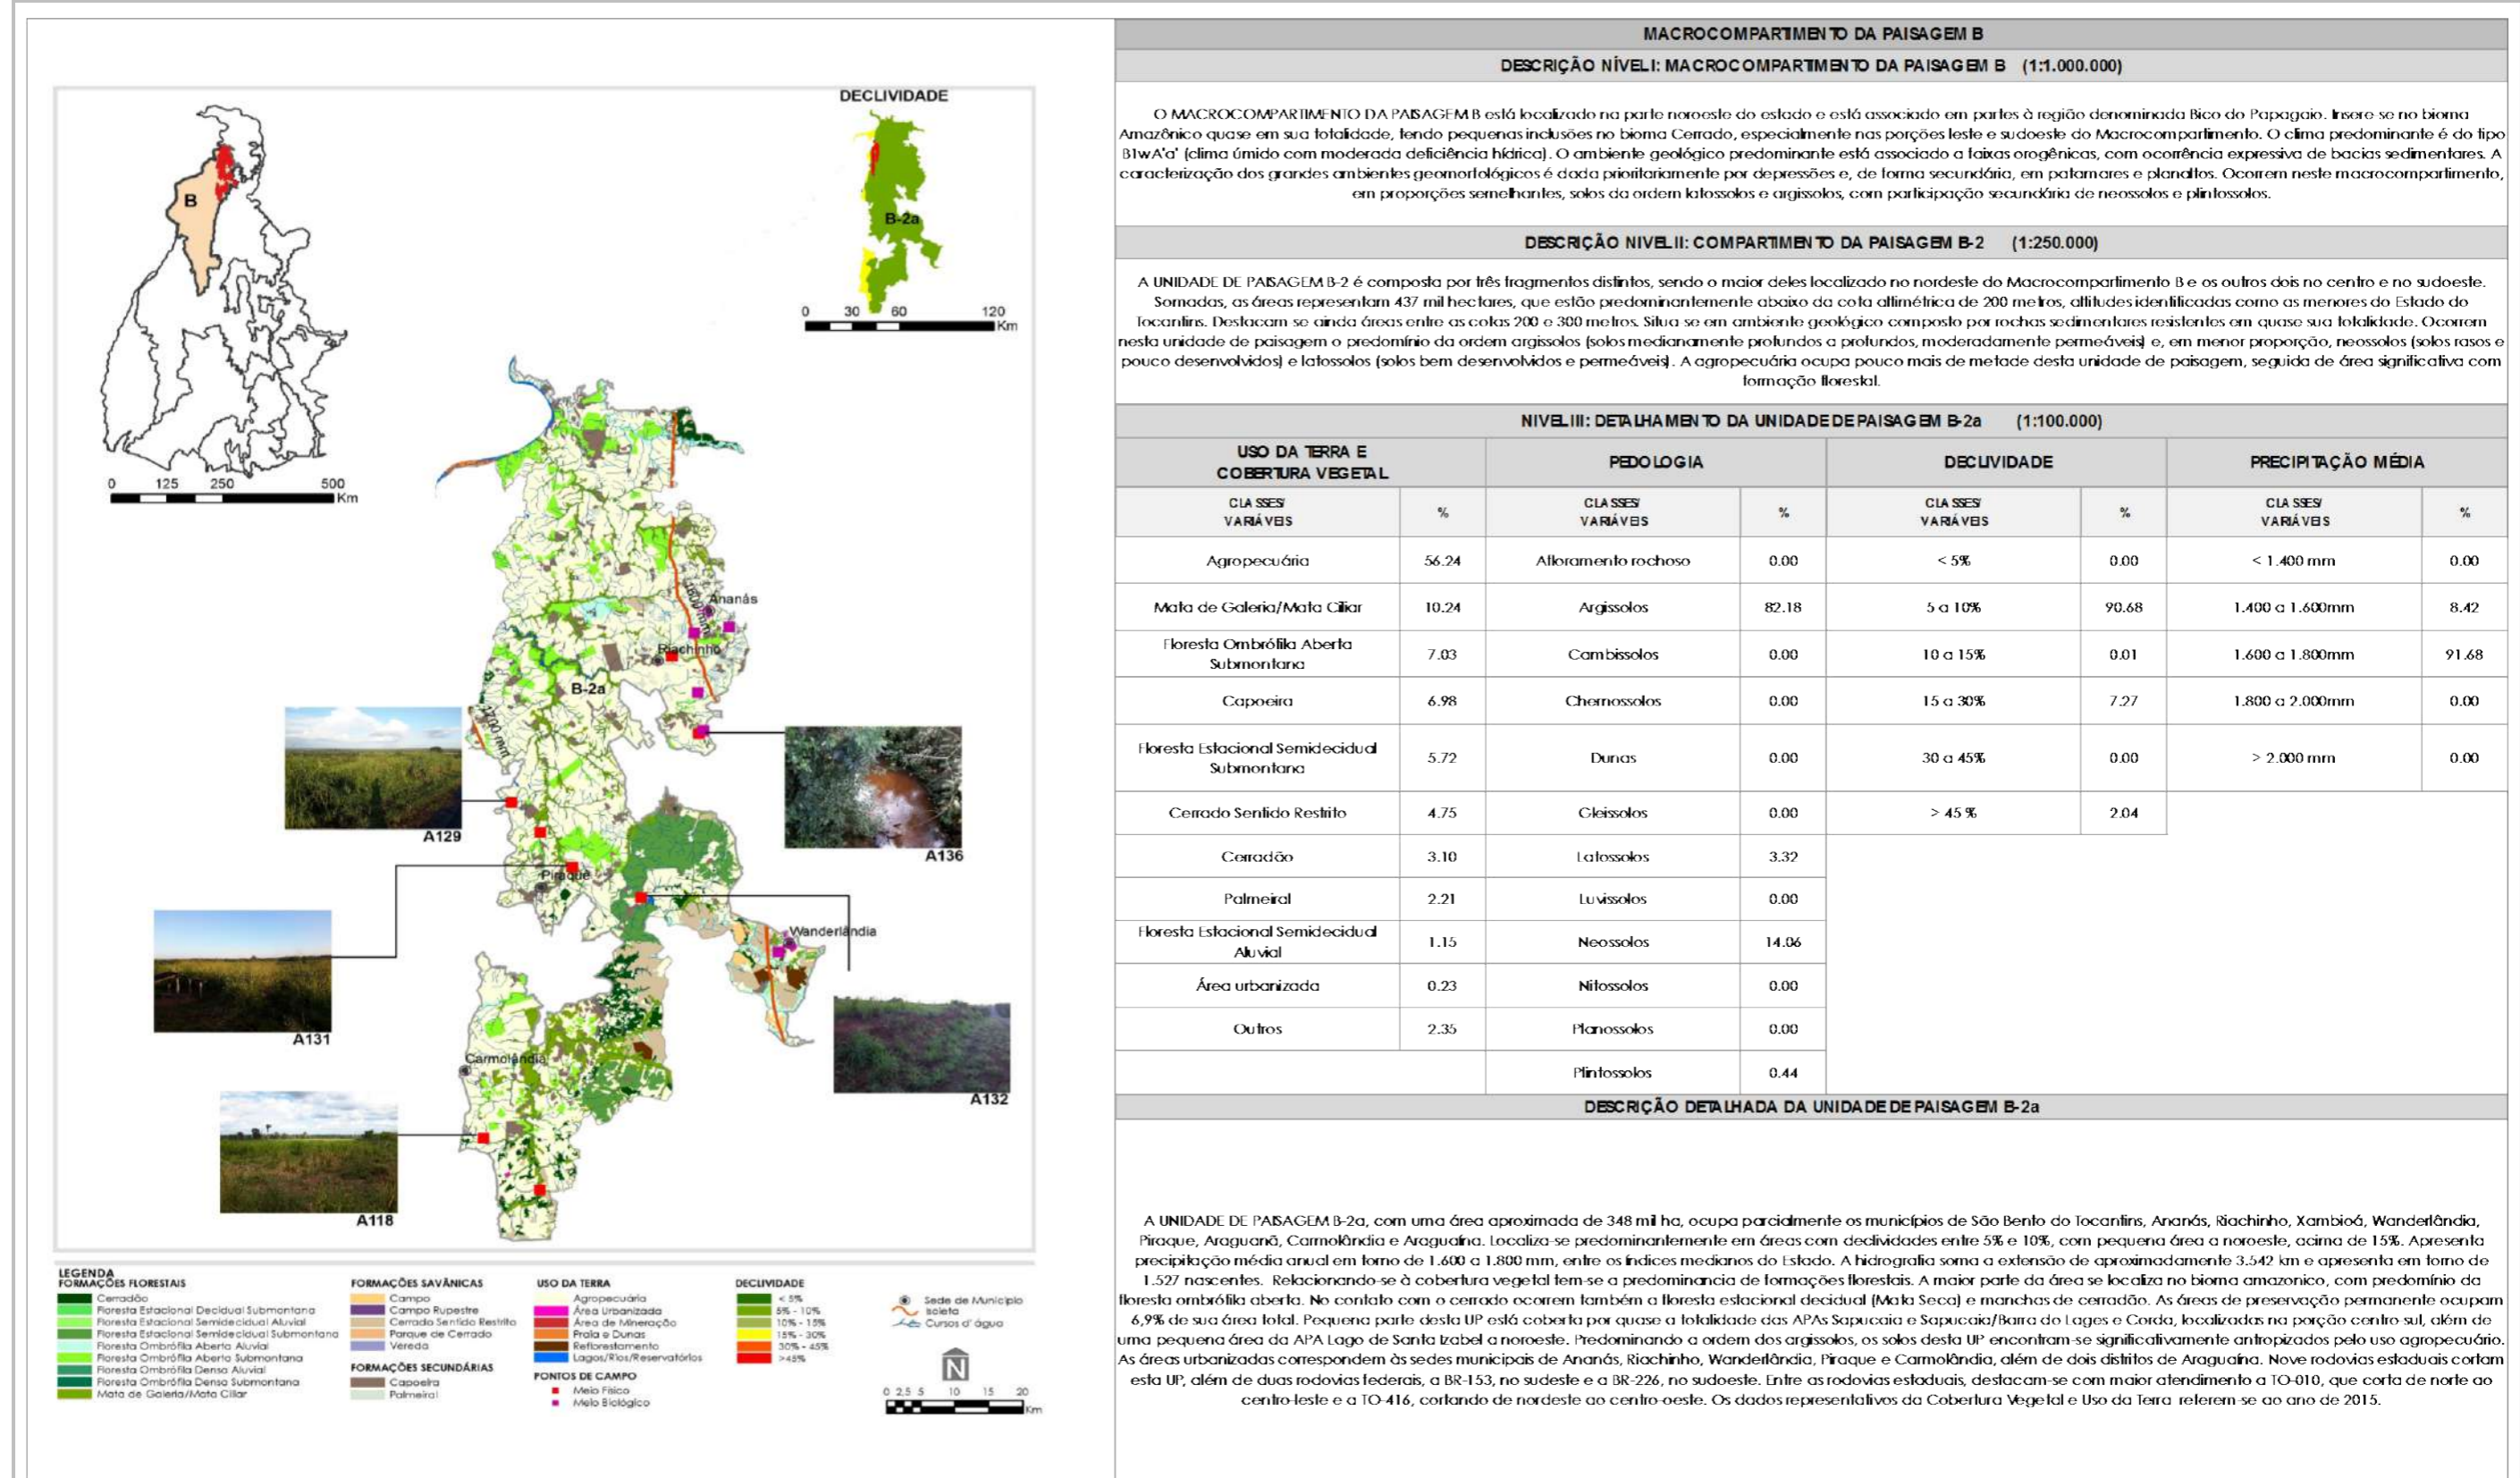 DECLIVIDADE
B-2a
0 30 60 120
Km
B
0 125 250 500
Km
1800mm
Ananás
Riachinho
B-2a
1700 mm
A129
A136
Piraquê
Wanderlândia
A131
Carmolândia
A132
A118
LEGENDA
FORMAÇÕES FLORESTAIS
Cerradão
Floresta Estacional Decidual Submontana
Floresta Estacional Semidecidual Aluvial
Floresta Estacional Semidecidual Submontana
Floresta Ombrófila Aberta Aluvial
Floresta Ombrófila Aberta Submontana
Floresta Ombrófila Densa Aluvial
Floresta Ombrófila Densa Submontana
Mata de Galeria/Mata Ciliar
FORMAÇÕES SAVÂNICAS
Campo
Campo Rupestre
Cerrado Sentido Restrito
Parque de Cerrado
Vereda
FORMAÇÕES SECUNDÁRIAS
Capoeira
Palmeiral
USO DA TERRA
Agropecuária
Área Urbanizada
Área de Mineração
Praia e Dunas
Reflorestamento
Lagos/Rios/Reservatórios
PONTOS DE CAMPO
Meio Físico
Meio Biológico
DECLIVIDADE
< 5%
5% - 10%
10% - 15%
15% - 30%
30% - 45%
>45%
Sede de Município
Isoieta
Cursos d' água
N
0 2,5 5 10 15 20
Km
MACROCOMPARTIMENTO DA PAISAGEM B
DESCRIÇÃO NÍVEL I: MACROCOMPARTIMENTO DA PAISAGEM B (1:1.000.000)
O MACROCOMPARTIMENTO DA PAISAGEM B está localizado na parte noroeste do estado e está associado em partes à região denominada Bico do Papagaio. Insere se no bioma
Amazônico quase em sua totalidade, tendo pequenas inclusões no bioma Cerrado, especialmente nas porções leste e sudoeste do Macrocompartimento. O clima predominante é do tipo
B1wA'a' (clima úmido com moderada deficiência hídrica). O ambiente geológico predominante está associado a faixas orogênicas, com ocorrência expressiva de bacias sedimentares. A
caracterização dos grandes ambientes geomorfológicos é dada prioritariamente por depressões e, de forma secundária, em patamares e planaltos. Ocorrem neste macrocompartimento,
em proporções semelhantes, solos da ordem latossolos e argissolos, com participação secundária de neossolos e plintossolos.
DESCRIÇÃO NIVEL II: COMPARTIMENTO DA PAISAGEM B-2 (1:250.000)
A UNIDADE DE PAISAGEM B-2 é composta por três fragmentos distintos, sendo o maior deles localizado no nordeste do Macrocompartimento B e os outros dois no centro e no sudoeste.
Somadas, as áreas representam 437 mil hectares, que estão predominantemente abaixo da cota altimétrica de 200 metros, altitudes identificadas como as menores do Estado do
Tocantins. Destacam se ainda áreas entre as cotas 200 e 300 metros. Situa se em ambiente geológico composto por rochas sedimentares resistentes em quase sua totalidade. Ocorrem
nesta unidade de paisagem o predomínio da ordem argissolos (solos medianamente profundos a profundos, moderadamente permeáveis) e, em menor proporção, neossolos (solos rasos e
pouco desenvolvidos) e latossolos (solos bem desenvolvidos e permeáveis). A agropecuária ocupa pouco mais de metade desta unidade de paisagem, seguida de área significativa com
formação florestal.
NIVEL III: DETALHAMENTO DA UNIDADE DE PAISAGEM B-2a (1:100.000)
USO DA TERRA E COBERTURA VEGETAL PEDOLOGIA DECLIVIDADE PRECIPITAÇÃO MÉDIA
CLASSES/ VARIÁVEIS % CLASSES/ VARIÁVEIS % CLASSES/ VARIÁVEIS % CLASSES/ VARIÁVEIS %
Agropecuária 56.24 Afloramento rochoso 0.00 < 5% 0.00 < 1.400 mm 0.00
Mata de Galeria/Mata Ciliar 10.24 Argissolos 82.18 5 a 10% 90.68 1.400 a 1.600mm 8.42
Floresta Ombrófila Aberta Submontana 7.03 Cambissolos 0.00 10 a 15% 0.01 1.600 a 1.800mm 91.68
Capoeira 6.98 Chernossolos 0.00 15 a 30% 7.27 1.800 a 2.000mm 0.00
Floresta Estacional Semidecidual Submontana 5.72 Dunas 0.00 30 a 45% 0.00 > 2.000 mm 0.00
Cerrado Sentido Restrito 4.75 Gleissolos 0.00 > 45 % 2.04
Cerradão 3.10 Latossolos 3.32
Palmeiral 2.21 Luvissolos 0.00
Floresta Estacional Semidecidual Aluvial 1.15 Neossolos 14.06
Área urbanizada 0.23 Nitossolos 0.00
Outros 2.35 Planossolos 0.00
Plintossolos 0.44
DESCRIÇÃO DETALHADA DA UNIDADE DE PAISAGEM B-2a
A UNIDADE DE PAISAGEM B-2a, com uma área aproximada de 348 mil ha, ocupa parcialmente os municípios de São Bento do Tocantins, Ananás, Riachinho, Xambioá, Wanderlândia,
Piraque, Araguanã, Carmolândia e Araguaína. Localiza-se predominantemente em áreas com declividades entre 5% e 10%, com pequena área a noroeste, acima de 15%. Apresenta
precipitação média anual em torno de 1.600 a 1.800 mm, entre os índices medianos do Estado. A hidrografia soma a extensão de aproximadamente 3.542 km e apresenta em torno de
1.527 nascentes. Relacionando-se à cobertura vegetal tem-se a predominancia de formações florestais. A maior parte da área se localiza no bioma amazonico, com predomínio da
floresta ombrófila aberta. No contato com o cerrado ocorrem também a floresta estacional decidual (Mata Seca) e manchas de cerradão. As áreas de preservação permanente ocupam
6,9% de sua área total. Pequena parte desta UP está coberta por quase a totalidade das APAs Sapucaia e Sapucaia/Barra do Lages e Corda, localizadas na porção centro sul, além de
uma pequena área da APA Lago de Santa Izabel a noroeste. Predominando a ordem dos argissolos, os solos desta UP encontram-se significativamente antropizados pelo uso agropecuário.
As áreas urbanizadas correspondem às sedes municipais de Ananás, Riachinho, Wanderlândia, Piraque e Carmolândia, além de dois distritos de Araguaína. Nove rodovias estaduais cortam
esta UP, além de duas rodovias federais, a BR-153, no sudeste e a BR-226, no sudoeste. Entre as rodovias estaduais, destacam-se com maior atendimento a TO-010, que corta de norte ao
centro-leste e a TO-416, cortando de nordeste ao centro-oeste. Os dados representativos da Cobertura Vegetal e Uso da Terra referem-se ao ano de 2015.